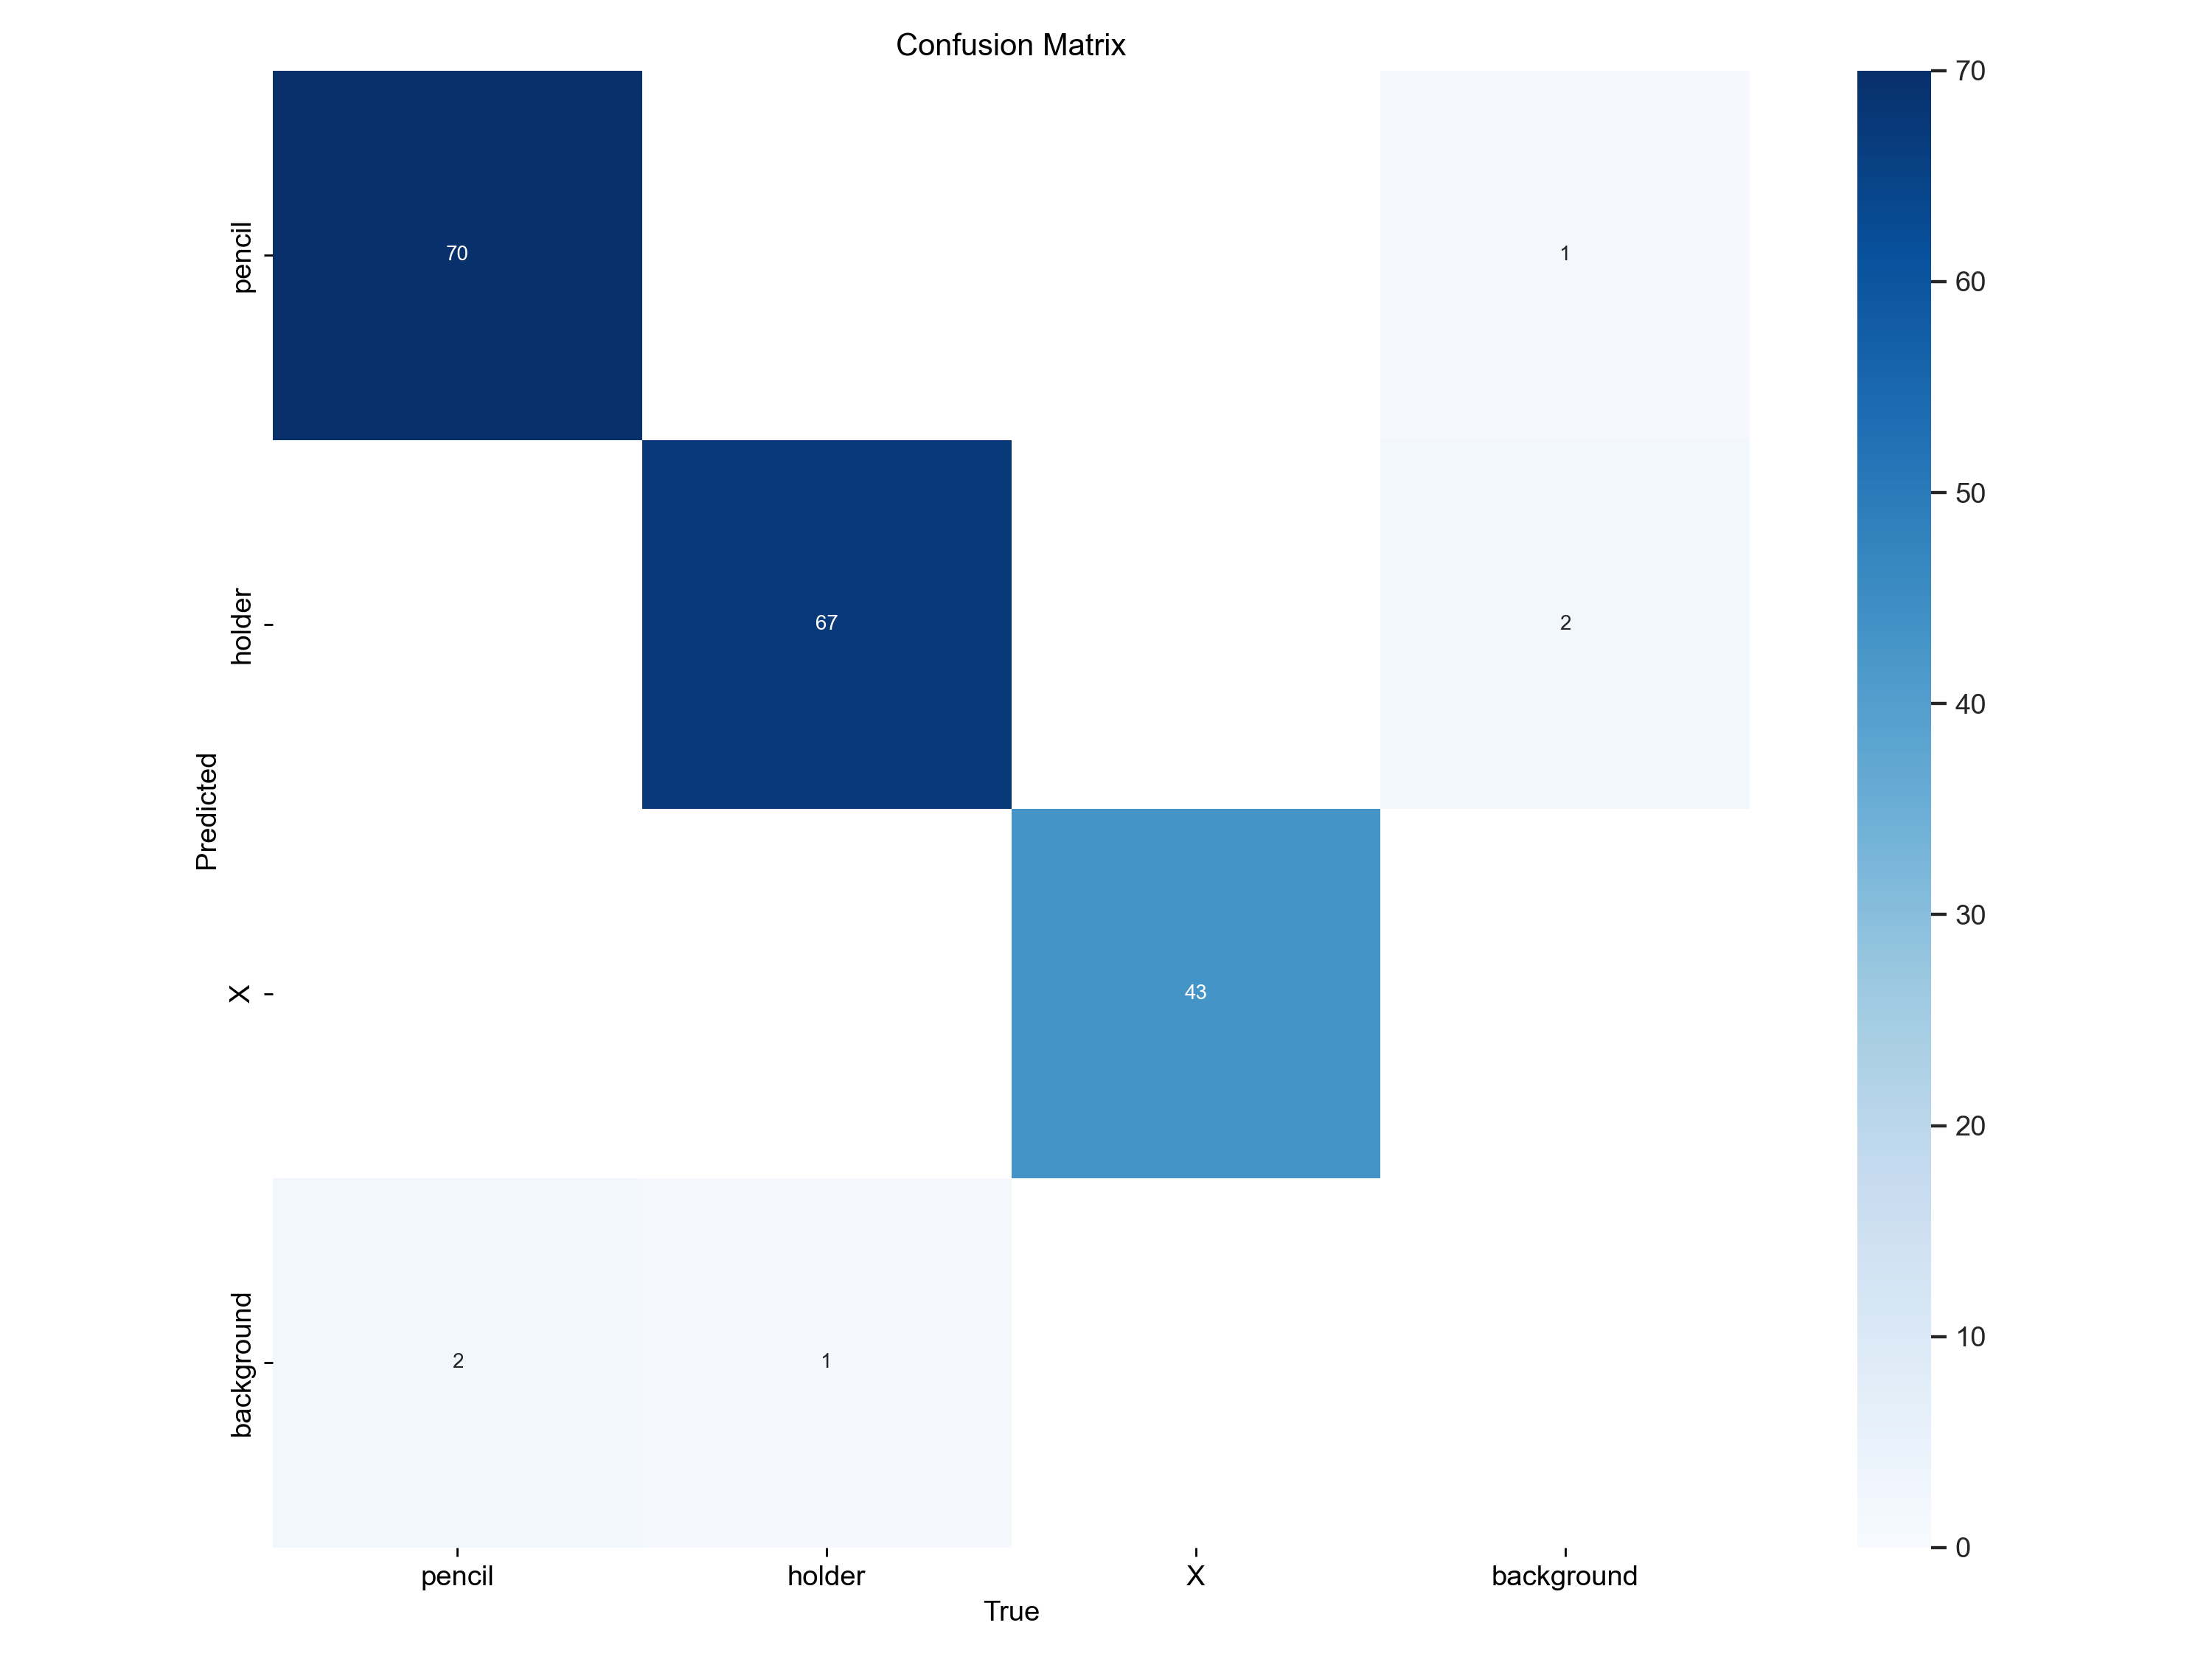 Confusion Matrix
70
pencil
70
1
60
50
holder
67
2
40
Predicted
30
X
43
20
10
background
2
1
0
pencil
holder
X
background
True